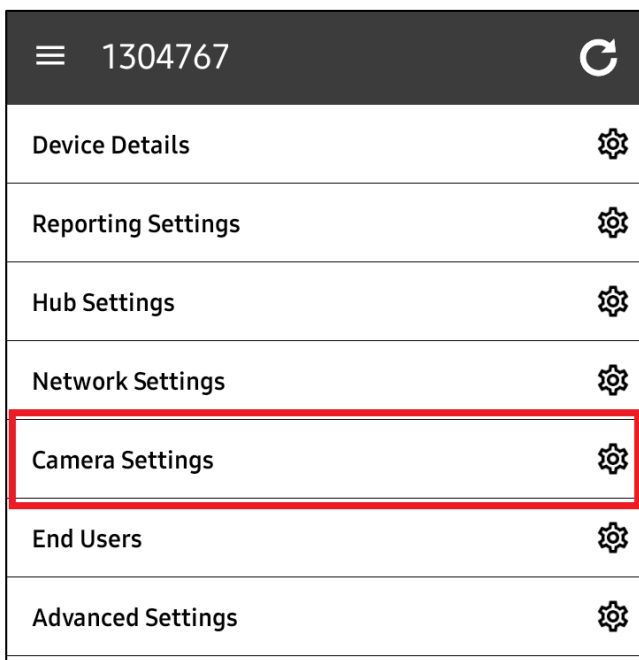 1304767
Device Details
Reporting Settings
Hub Settings
Network Settings
Camera Settings
End Users
Advanced Settings